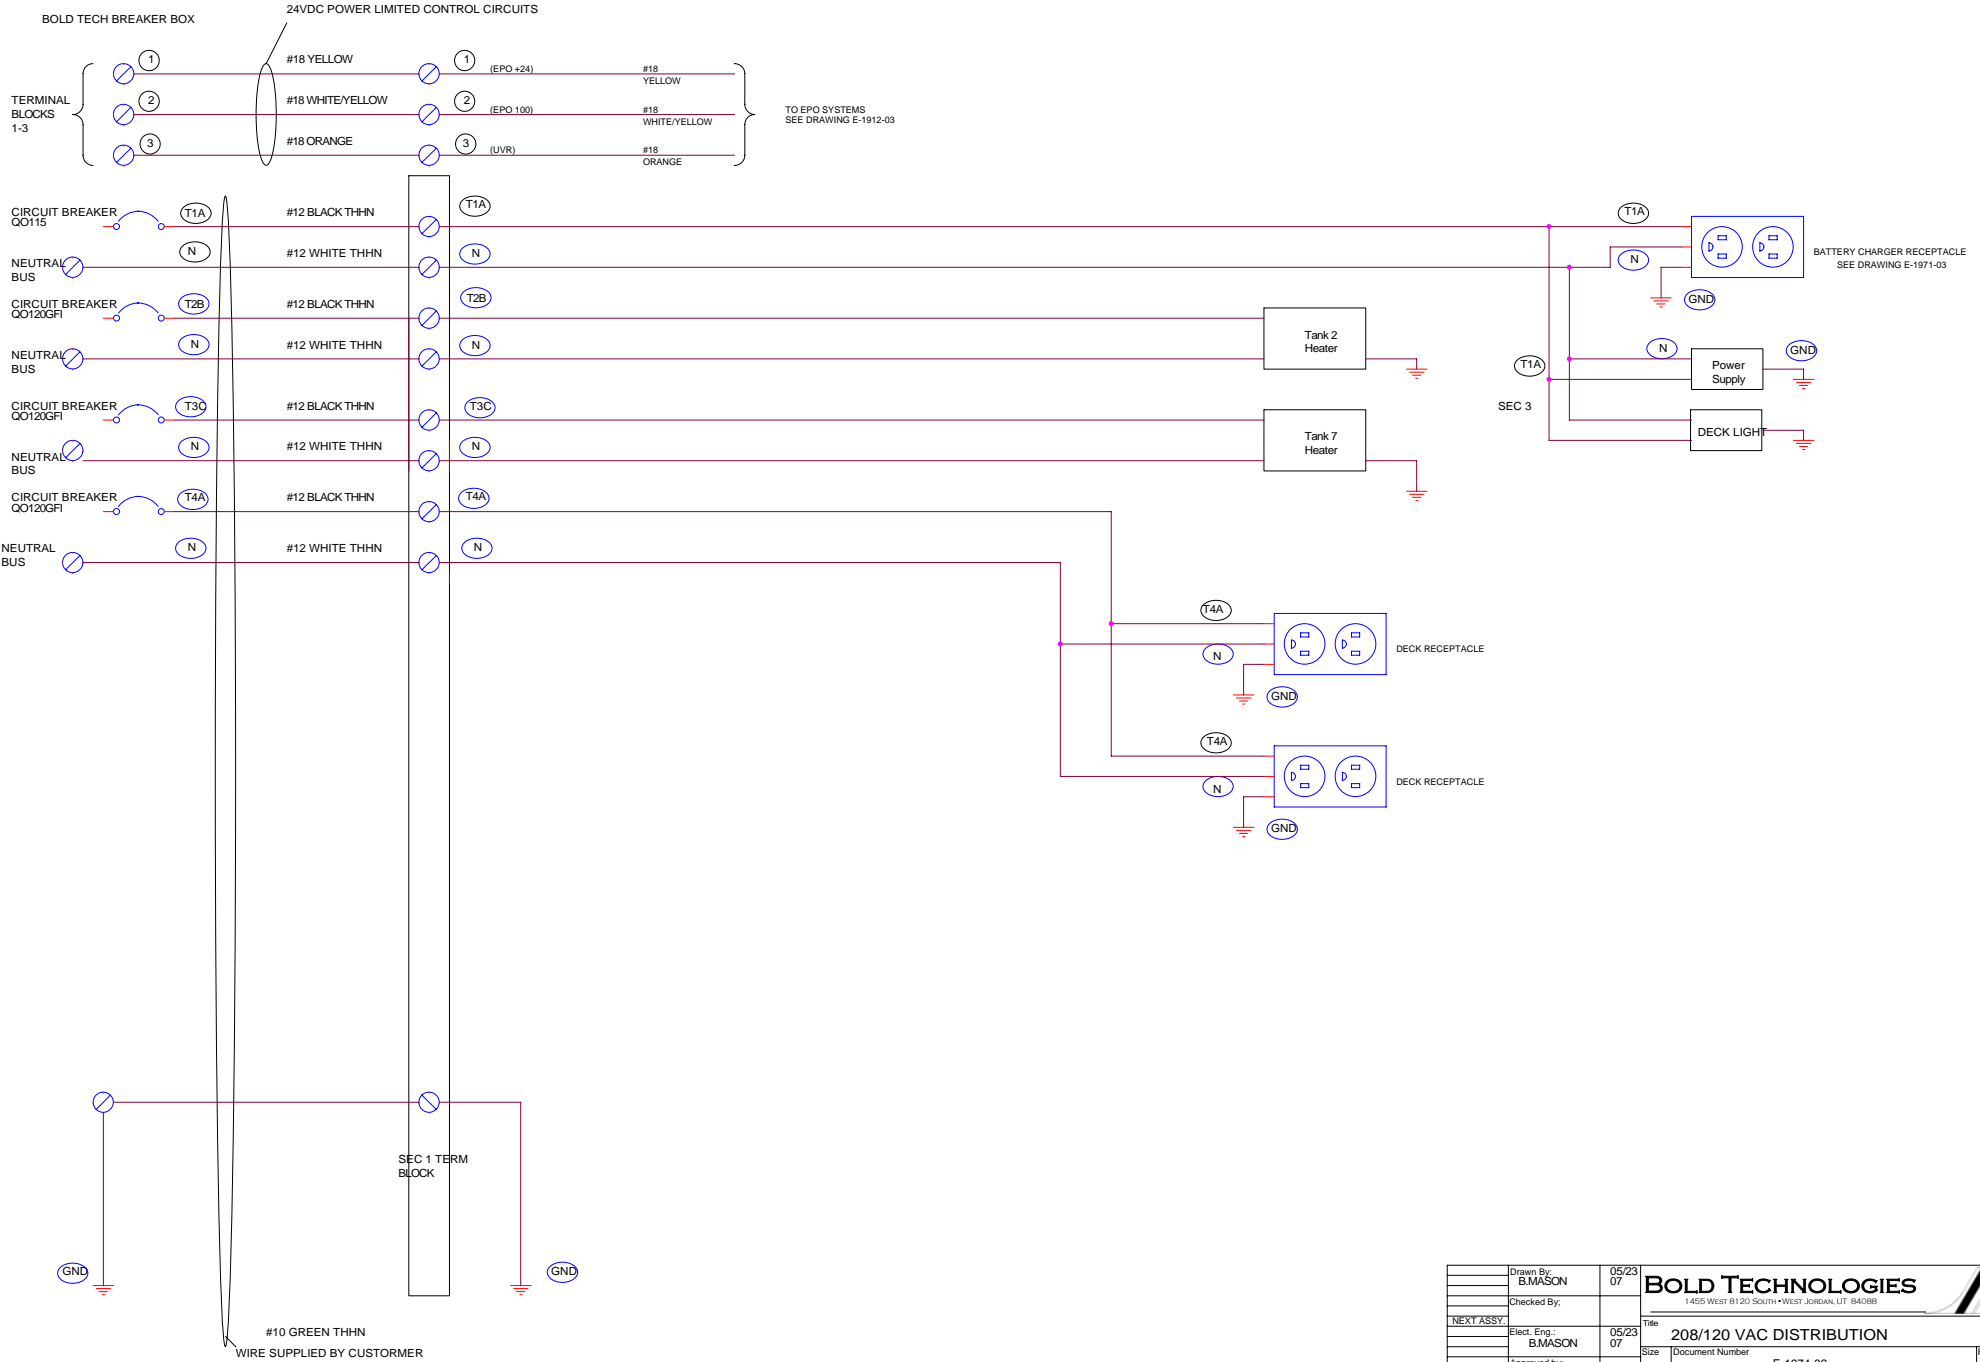 24VDC POWER LIMITED CONTROL CIRCUITS
BOLD TECH BREAKER BOX
TERMINAL
BLOCKS
1-3
1
#18 YELLOW
1
(EPO +24)
#18
YELLOW
2
#18 WHITE/YELLOW
2
(EPO 100)
#18
WHITE/YELLOW
3
#18 ORANGE
3
(UVR)
#18
ORANGE
TO EPO SYSTEMS
SEE DRAWING E-1912-03
CIRCUIT BREAKER
QO115
T1A
#12 BLACK THHN
T1A
T1A
NEUTRAL
BUS
N
#12 WHITE THHN
N
N
GND
BATTERY CHARGER RECEPTACLE
SEE DRAWING E-1971-03
CIRCUIT BREAKER
QO120GFI
T2B
#12 BLACK THHN
T2B
NEUTRAL
BUS
N
#12 WHITE THHN
N
Tank 2
Heater
T1A
SEC 3
N
Power
Supply
GND
DECK LIGHT
CIRCUIT BREAKER
QO120GFI
T3C
#12 BLACK THHN
T3C
NEUTRAL
BUS
N
#12 WHITE THHN
N
Tank 7
Heater
CIRCUIT BREAKER
QO120GFI
T4A
#12 BLACK THHN
T4A
NEUTRAL
BUS
N
#12 WHITE THHN
N
T4A
N
GND
DECK RECEPTACLE
T4A
N
GND
DECK RECEPTACLE
SEC 1 TERM
BLOCK
GND
GND
#10 GREEN THHN
WIRE SUPPLIED BY CUSTORMER
NEXT ASSY.
Drawn By:
B.MASON
05/23
07
Checked By;
Elect. Eng.:
B.MASON
05/23
07
BOLD TECHNOLOGIES
1455 WEST 8120 SOUTH • WEST JORDAN, UT 84088
Title
208/120 VAC DISTRIBUTION
Size
Document Number